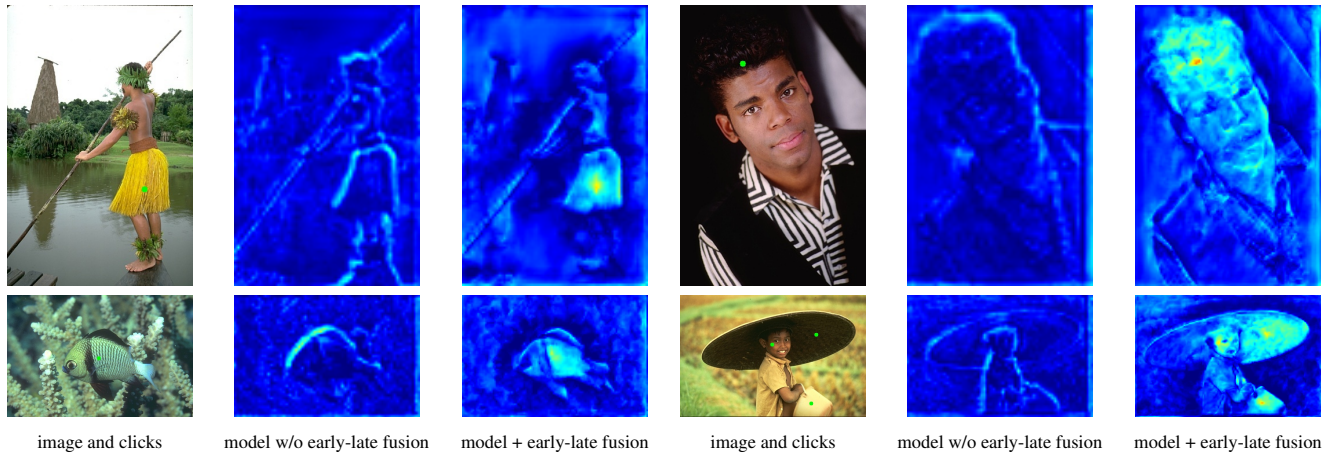 image and clicks
model w/o early-late fusion
model + early-late fusion
image and clicks
model w/o early-late fusion
model + early-late fusion